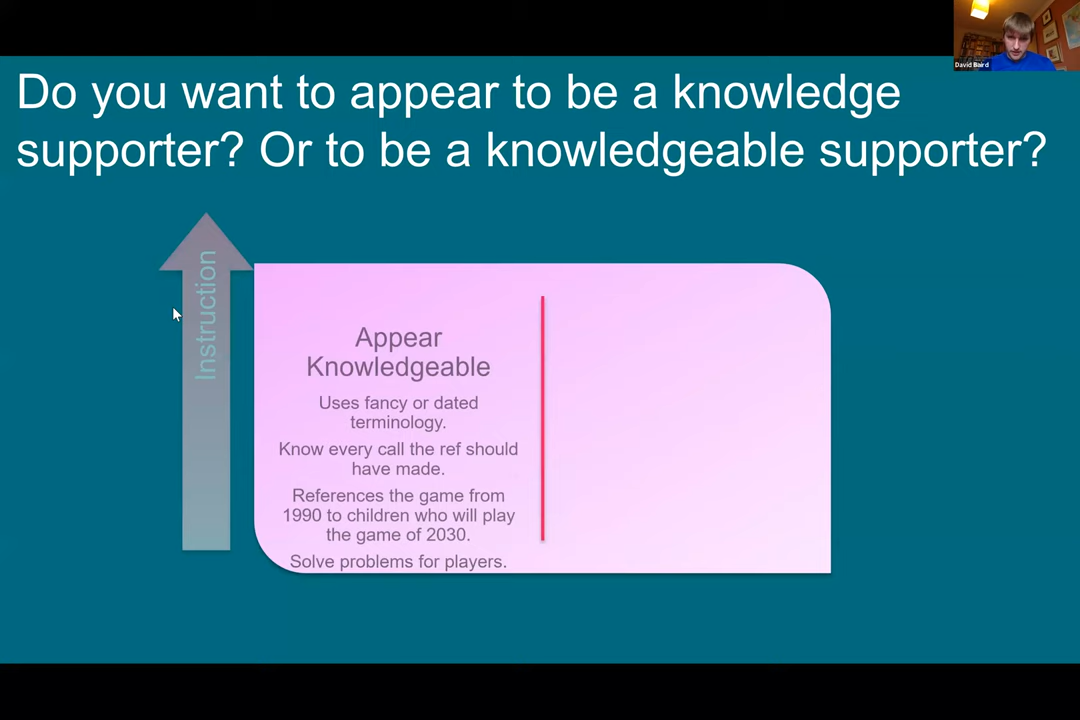 David Baird
Do you want to appear to be a knowledge
supporter? Or to be a knowledgeable supporter?
Instruction
Appear
Knowledgeable
Uses fancy or dated
terminology.
Know every call the ref should
have made.
References the game from
1990 to children who will play
the game of 2030.
Solve problems for players.